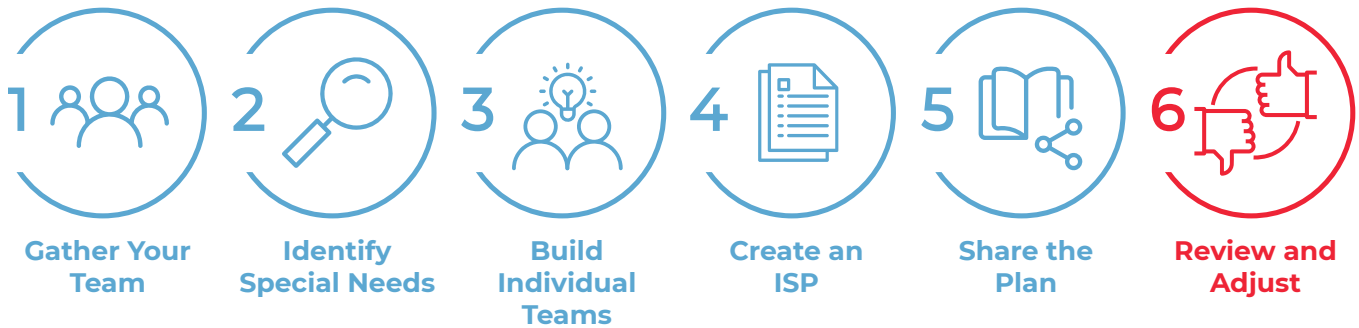 1
Gather Your
Team
2
Identify
Special Needs
3
Build
Individual
Teams
4
Create an
ISP
5
Share the
Plan
6
Review and
Adjust